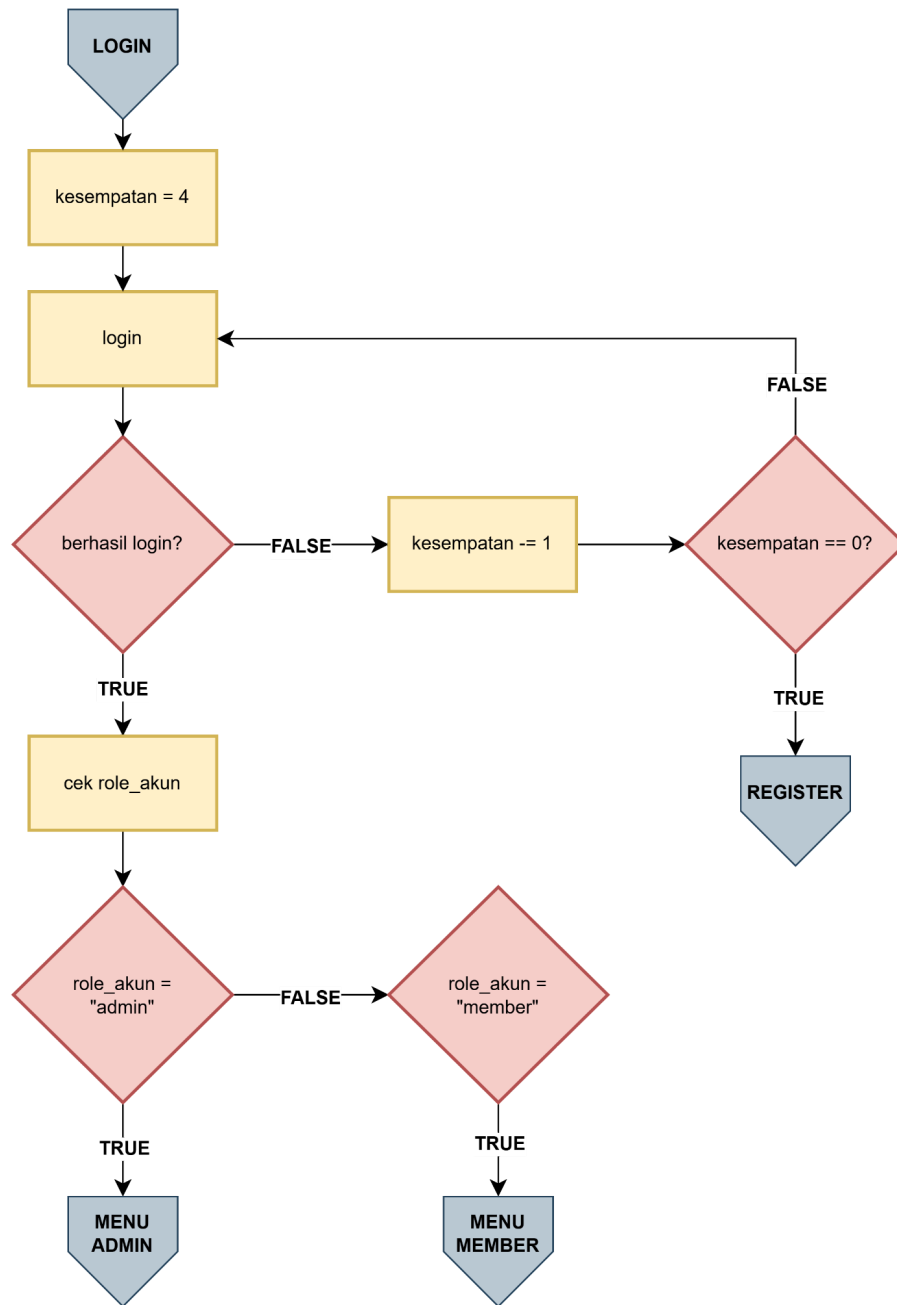 LOGIN
kesempatan = 4
login
FALSE
berhasil login?
FALSE
kesempatan -= 1
kesempatan == 0?
TRUE
TRUE
cek role_akun
REGISTER
role_akun =
"admin"
FALSE
role_akun =
"member"
TRUE
TRUE
MENU
ADMIN
MENU
MEMBER